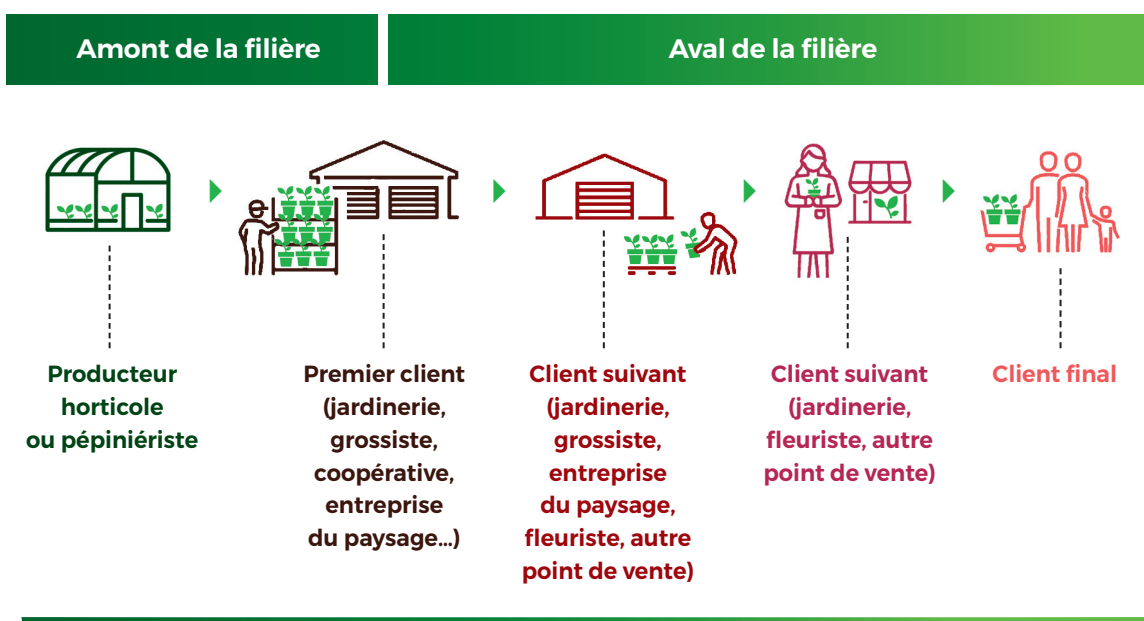 Amont de la filière
Aval de la filière
Producteur
horticole
ou pépiniériste
Premier client
(jardinerie,
grossiste,
coopérative,
entreprise
du paysage...)
Client suivant
(jardinerie,
grossiste,
entreprise
du paysage,
fleuriste, autre
point de vente)
Client suivant
(jardinerie,
fleuriste, autre
point de vente)
Client final